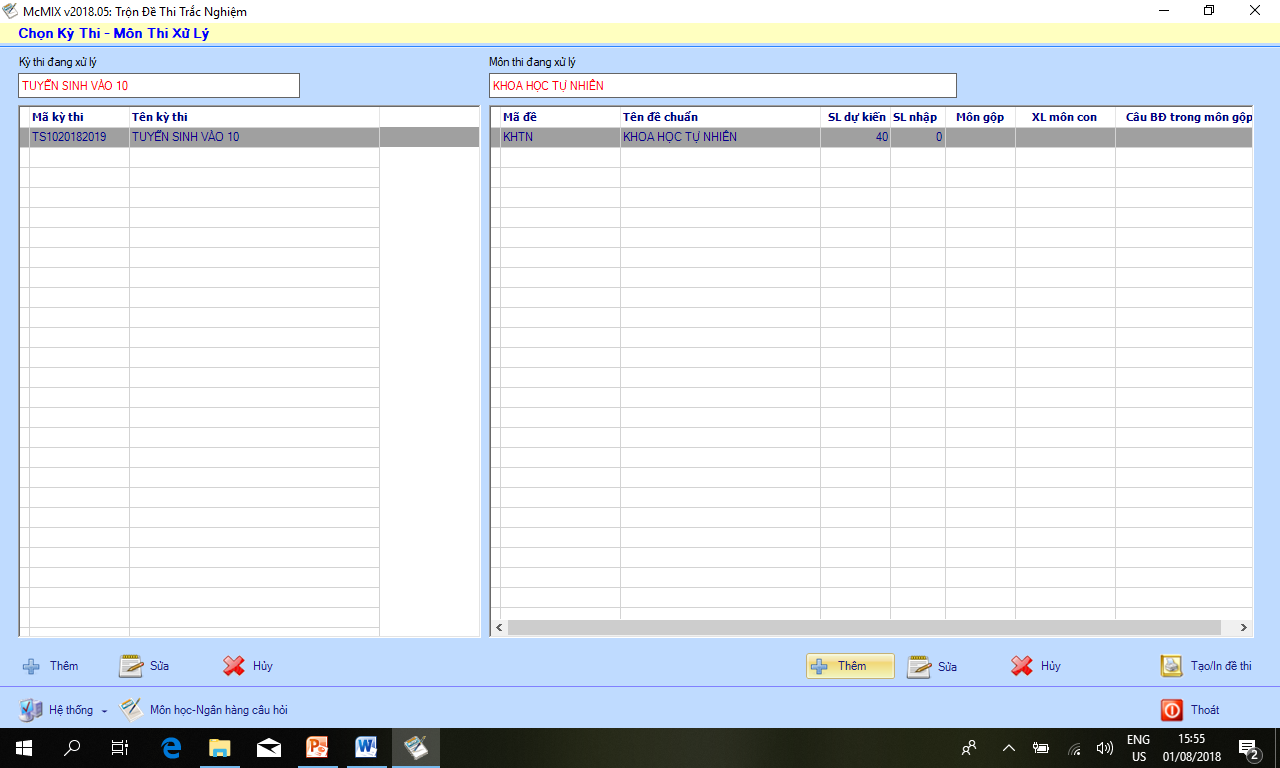 McMIX v2018.05: Trộn Đề Thi Trắc Nghiệm
Chọn Kỳ Thi - Môn Thi Xử Lý
Kỳ thi đang xử lý
TUYỂN SINH VÀO 10
Môn thi đang xử lý
KHOA HỌC TỰ NHIÊN
Mã kỳ thi Tên kỳ thi
TS1020182019 TUYỂN SINH VÀO 10
Mã đề Tên đề chuẩn SL dự kiến SL nhập Môn gộp XL môn con Câu BĐ trong môn gộp
KHTN KHOA HỌC TỰ NHIÊN 40 0
Thêm Sửa Hủy
Thêm Sửa Hủy Tạo/In đề thi
Hệ thống Môn học-Ngân hàng câu hỏi Thoát
ENG
US
15:55
01/08/2018
2